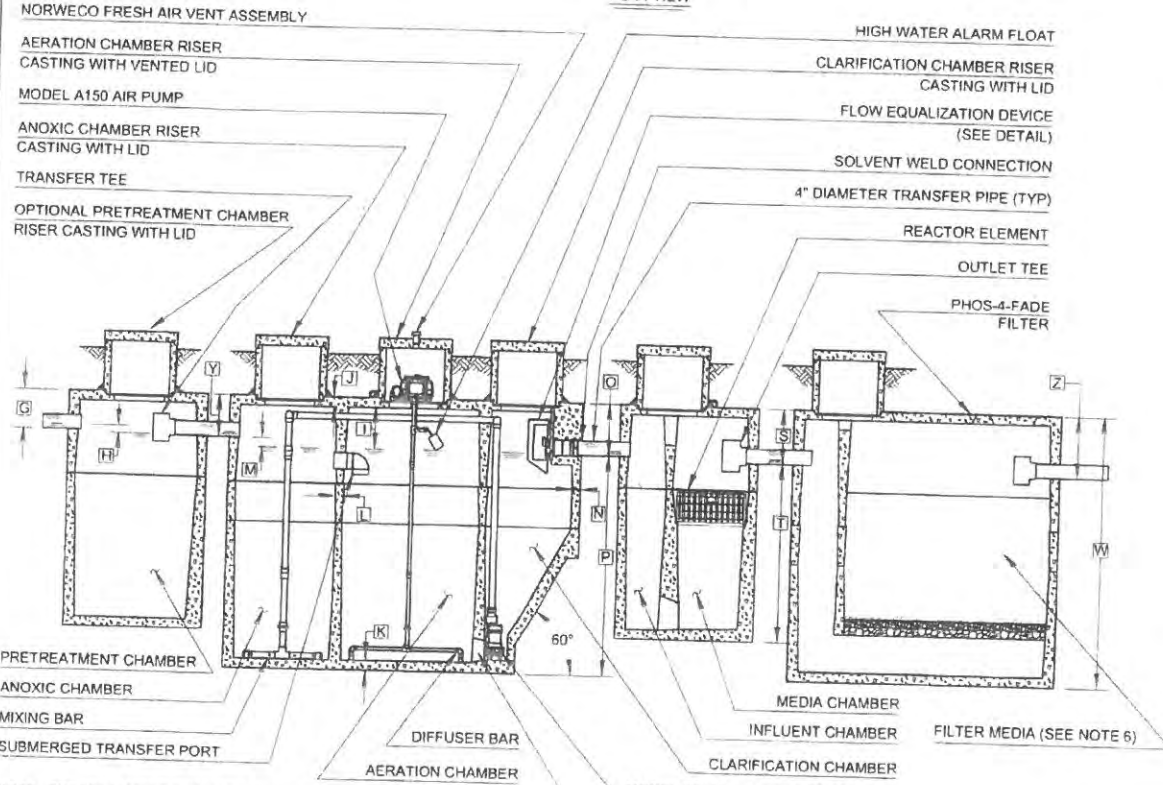 NORWECO FRESH AIR VENT ASSEMBLY
AERATION CHAMBER RISER
CASTING WITH VENTED LID
MODEL A150 AIR PUMP
ANOXIC CHAMBER RISER
CASTING WITH LID
TRANSFER TEE
OPTIONAL PRETREATMENT CHAMBER
RISER CASTING WITH LID
HIGH WATER ALARM FLOAT
CLARIFICATION CHAMBER RISER
CASTING WITH LID
FLOW EQUALIZATION DEVICE
(SEE DETAIL)
SOLVENT WELD CONNECTION
4" DIAMETER TRANSFER PIPE (TYP)
REACTOR ELEMENT
OUTLET TEE
PHOS-4-FADE
FILTER
G
Y
H
M
J
I
L
K
O
N
P
60°
S
T
Z
W
PRETREATMENT CHAMBER
ANOXIC CHAMBER
MIXING BAR
SUBMERGED TRANSFER PORT
DIFFUSER BAR
AERATION CHAMBER
MEDIA CHAMBER
INFLUENT CHAMBER
CLARIFICATION CHAMBER
FILTER MEDIA (SEE NOTE 6)